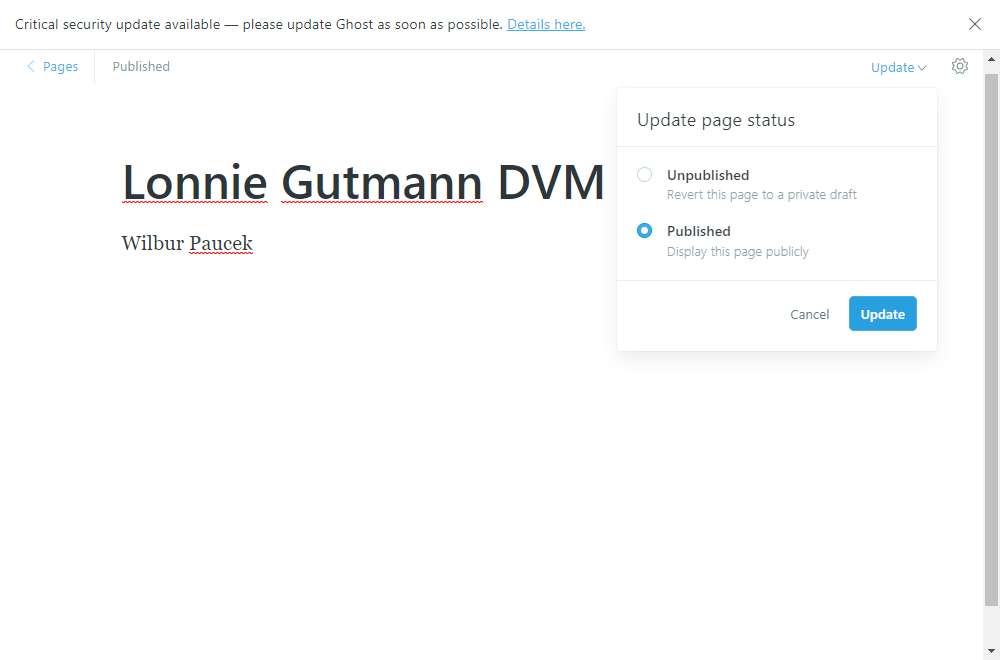 Critical security update available — please update Ghost as soon as possible. Details here.
Pages
Published
Update
Update page status
Lonnie Gutmann DVM
Wilbur Paucek
Unpublished
Revert this page to a private draft
Published
Display this page publicly
Cancel
Update